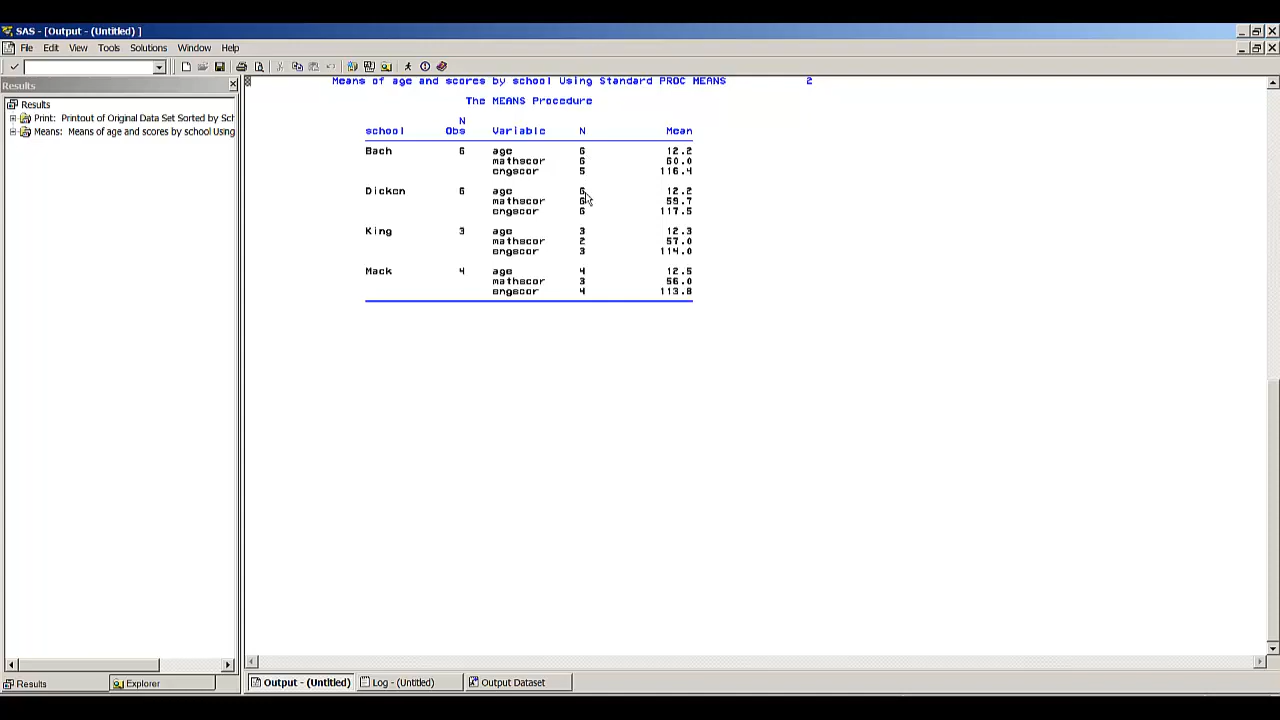 SAS - [Output - (Untitled) ]
File Edit View Tools Solutions Window Help
Results
Results
Print: Printout of Original Data Set Sorted by Sch
Means: Means of age and scores by school Using
Means of age and scores by school Using Standard PROC MEANS 2
The MEANS Procedure
N
school Obs Variable N Mean
Bach 6 age 6 12.2
mathscor 6 60.0
engscor 5 116.4
Dicken 6 age 6 12.2
mathscor 6 59.7
engscor 6 117.5
King 3 age 3 12.3
mathscor 2 57.0
engscor 3 114.0
Mack 4 age 4 12.5
mathscor 3 56.0
engscor 4 113.8
Results Explorer Output - (Untitled) Log - (Untitled) Output Dataset